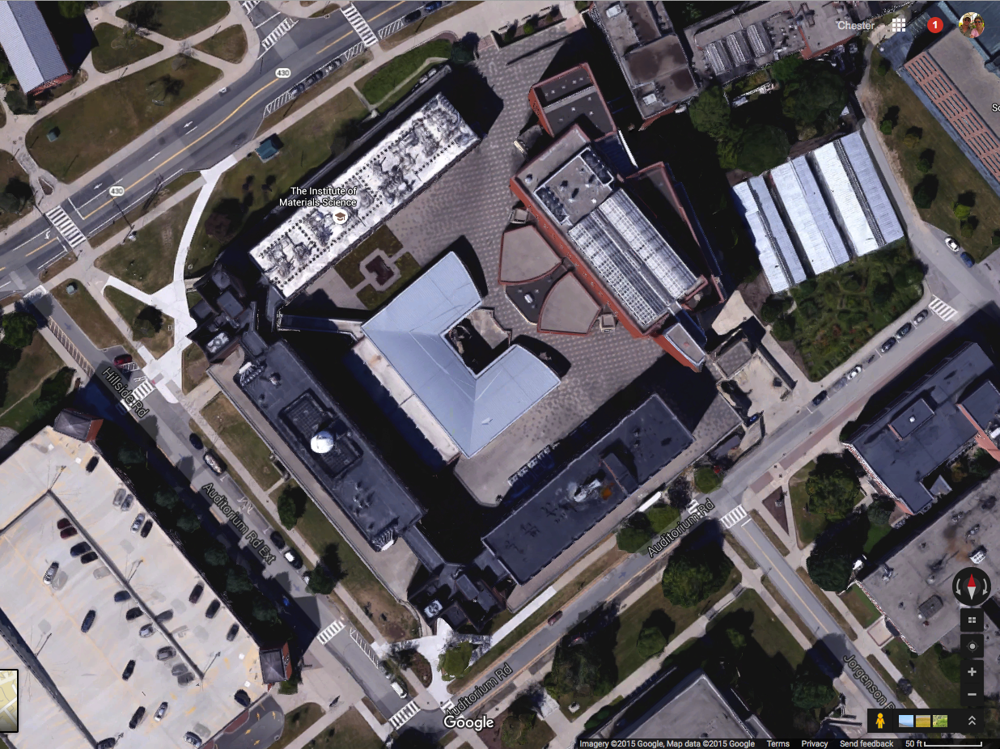 Chester
1
430
430
The Institute of
Materials Science
Hillside Rd
Auditorium Rd Ext
Auditorium Rd
Auditorium Rd
Jorgenson
Google
Imagery ©2015 Google, Map data ©2015 Google Terms Privacy Send feedback 50 ft